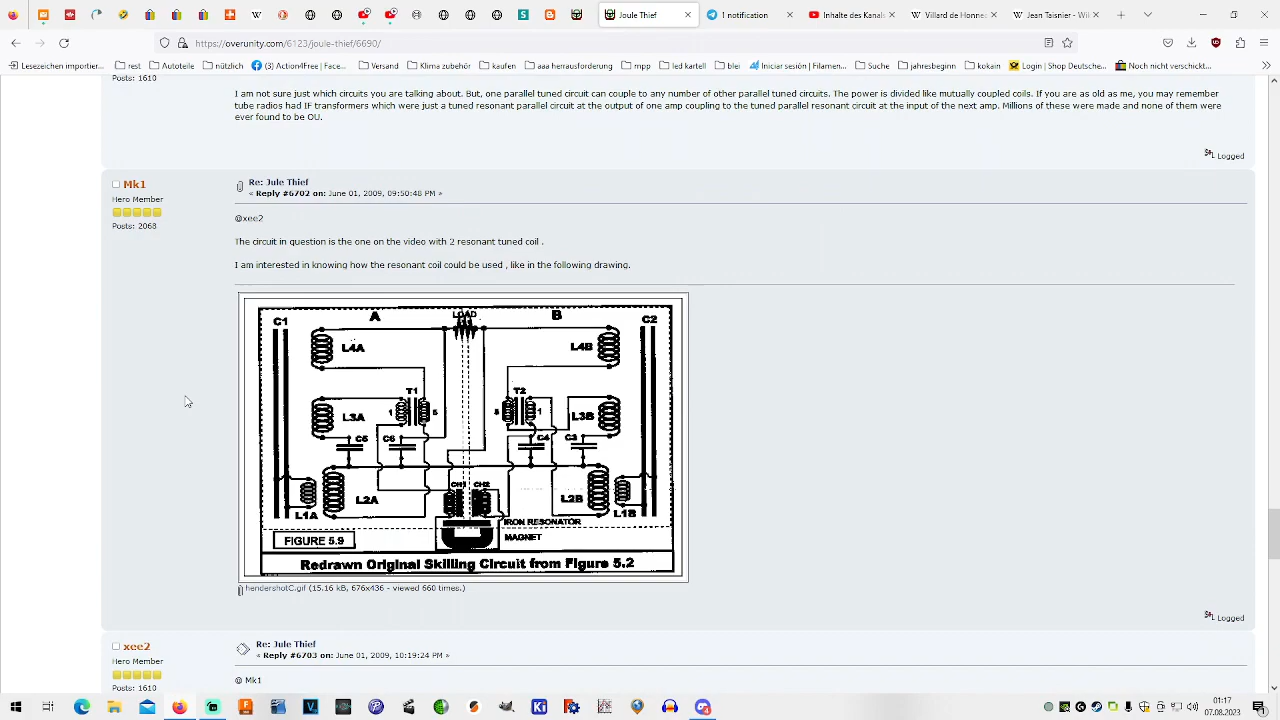 Joule Thief
1 notification
Inhaltes des Kanals
Willard de Honnec
Jean Taisnier - W
https://overunity.com/6123/joule-thief/6690/
Lesezeichen importier...
rest
Autoteile
nützlich
(3) Action4Free | Face...
Versand
Klima zubehör
kaufen
aaa herrausforderung
mpp
led kartell
blei
Iniciar sesión | Filamen...
Suche
jahresbeginn
kokain
Login | Shop Deutsche...
Noch nicht verschickt...
Posts: 1610
I am not sure just which circuits you are talking about. But, one parallel tuned circuit can couple to any number of other parallel tuned circuits. The power is divided like mutually coupled coils. If you are as old as me, you may remember
tube radios had IF transformers which were just a tuned resonant parallel circuit at the output of one amp coupling to the tuned parallel resonant circuit at the input of the next amp. Millions of these were made and none of them were
ever found to be OU.
Logged
Mk1
Hero Member
Posts: 2068
Re: Jule Thief
« Reply #6702 on: June 01, 2009, 09:50:48 PM »
@xee2
The circuit in question is the one on the video with 2 resonant tuned coil .
I am interested in knowing how the resonant coil could be used , like in the following drawing.
C1 A LOAD B C2
L4A L4B
T1 T2
L3A 1 5 5 1 L3B
C5 C6 C4 C3
L2A CH1 CH2 L2B
L1A L1B
IRON RESONATOR
MAGNET
FIGURE 5.9
Redrawn Original Skilling Circuit from Figure 5.2
hendershotC.gif (15.16 kB, 676x436 - viewed 660 times.)
Logged
xee2
Hero Member
Posts: 1610
Re: Jule Thief
« Reply #6703 on: June 01, 2009, 10:19:24 PM »
@ Mk1
01:17
07.08.2023